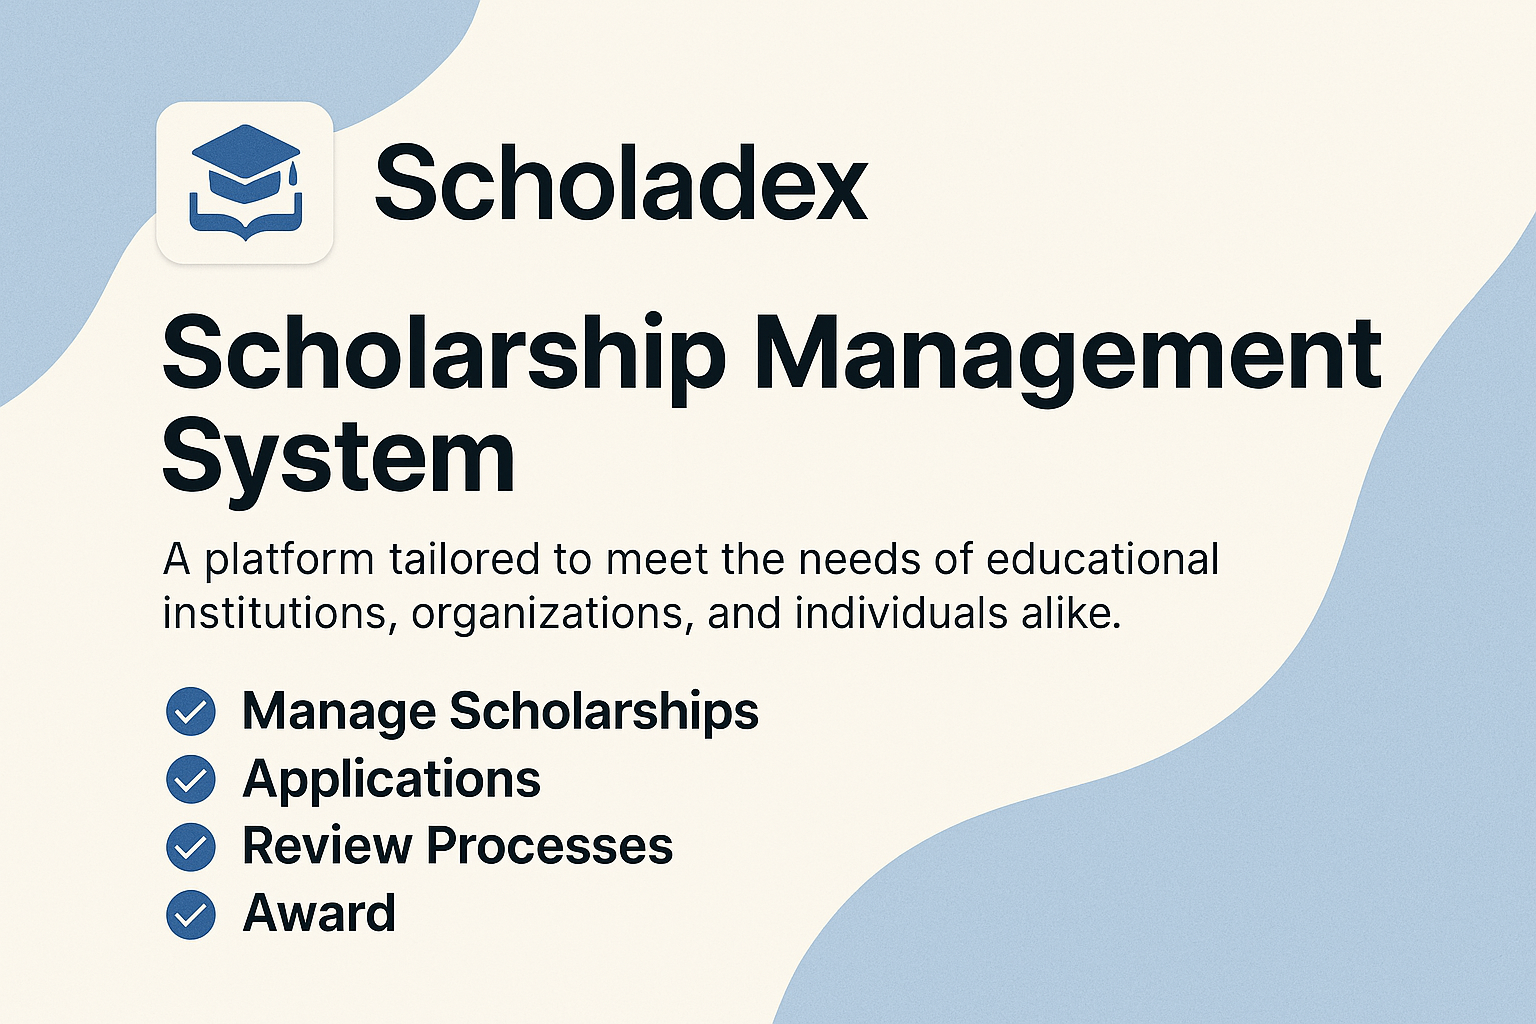 Scholadex
Scholarship Management
System
A platform tailored to meet the needs of educational
institutions, organizations, and individuals alike.
Manage Scholarships
Applications
Review Processes
Award